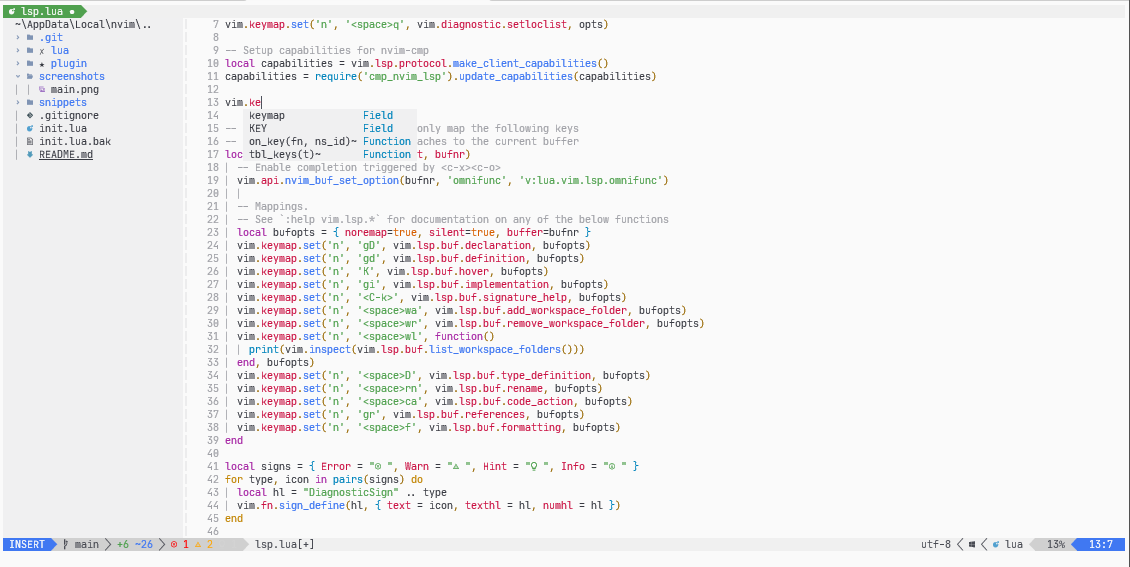 lsp.lua
~\AppData\Local\nvim\..
.git
lua
plugin
screenshots
main.png
snippets
.gitignore
init.lua
init.lua.bak
README.md
7 vim.keymap.set('n', '<space>q', vim.diagnostic.setloclist, opts)
8
9 -- Setup capabilities for nvim-cmp
10 local capabilities = vim.lsp.protocol.make_client_capabilities()
11 capabilities = require('cmp_nvim_lsp').update_capabilities(capabilities)
12
13 vim.ke
14 keymap Field
15 -- KEY Field only map the following keys
16 -- on_key(fn, ns_id)~ Function aches to the current buffer
17 loc tbl_keys(t)~ Function t, bufnr)
18 -- Enable completion triggered by <c-x><c-o>
19 vim.api.nvim_buf_set_option(bufnr, 'omnifunc', 'v:lua.vim.lsp.omnifunc')
20
21 -- Mappings.
22 -- See `:help vim.lsp.*` for documentation on any of the below functions
23 local bufopts = { noremap=true, silent=true, buffer=bufnr }
24 vim.keymap.set('n', 'gD', vim.lsp.buf.declaration, bufopts)
25 vim.keymap.set('n', 'gd', vim.lsp.buf.definition, bufopts)
26 vim.keymap.set('n', 'K', vim.lsp.buf.hover, bufopts)
27 vim.keymap.set('n', 'gi', vim.lsp.buf.implementation, bufopts)
28 vim.keymap.set('n', '<C-k>', vim.lsp.buf.signature_help, bufopts)
29 vim.keymap.set('n', '<space>wa', vim.lsp.buf.add_workspace_folder, bufopts)
30 vim.keymap.set('n', '<space>wr', vim.lsp.buf.remove_workspace_folder, bufopts)
31 vim.keymap.set('n', '<space>wl', function()
32 print(vim.inspect(vim.lsp.buf.list_workspace_folders()))
33 end, bufopts)
34 vim.keymap.set('n', '<space>D', vim.lsp.buf.type_definition, bufopts)
35 vim.keymap.set('n', '<space>rn', vim.lsp.buf.rename, bufopts)
36 vim.keymap.set('n', '<space>ca', vim.lsp.buf.code_action, bufopts)
37 vim.keymap.set('n', 'gr', vim.lsp.buf.references, bufopts)
38 vim.keymap.set('n', '<space>f', vim.lsp.buf.formatting, bufopts)
39 end
40
41 local signs = { Error = " ", Warn = " ", Hint = " ", Info = " " }
42 for type, icon in pairs(signs) do
43 local hl = "DiagnosticSign" .. type
44 vim.fn.sign_define(hl, { text = icon, texthl = hl, numhl = hl })
45 end
46
INSERT main +6 ~26 1 2 lsp.lua[+] utf-8 lua 13% 13:7